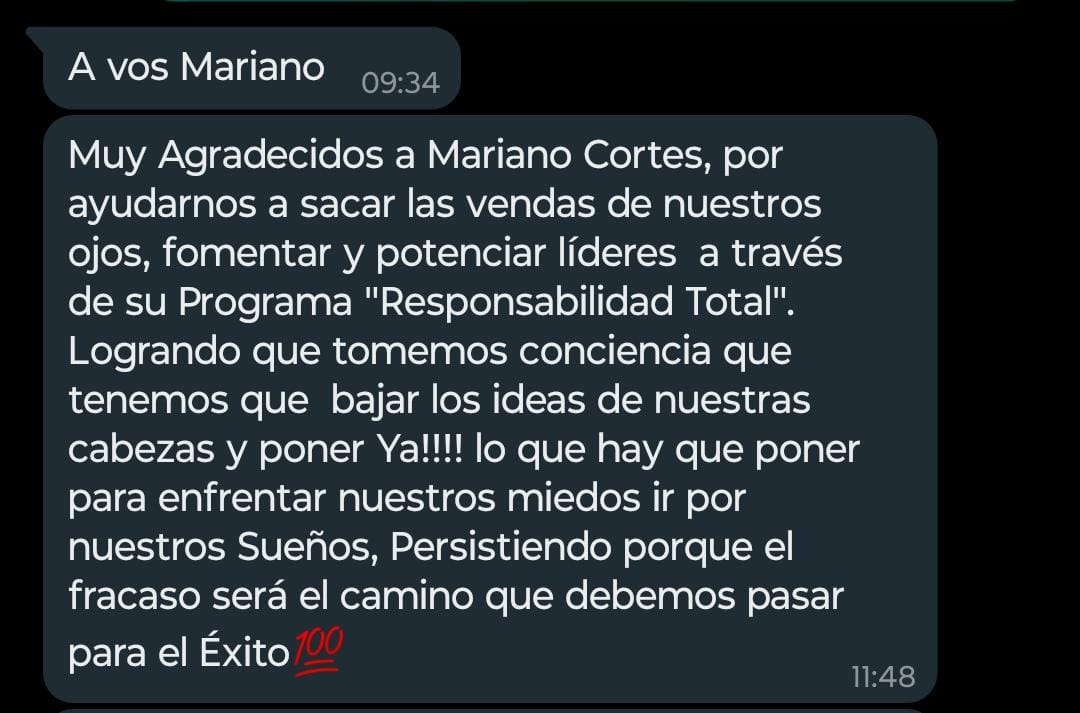 A vos Mariano 09:34
Muy Agradecidos a Mariano Cortes, por
ayudarnos a sacar las vendas de nuestros
ojos, fomentar y potenciar líderes  a través
de su Programa "Responsabilidad Total".
Logrando que tomemos conciencia que
tenemos que  bajar los ideas de nuestras
cabezas y poner Ya!!!! lo que hay que poner
para enfrentar nuestros miedos ir por
nuestros Sueños, Persistiendo porque el
fracaso será el camino que debemos pasar
para el Éxito💯
11:48